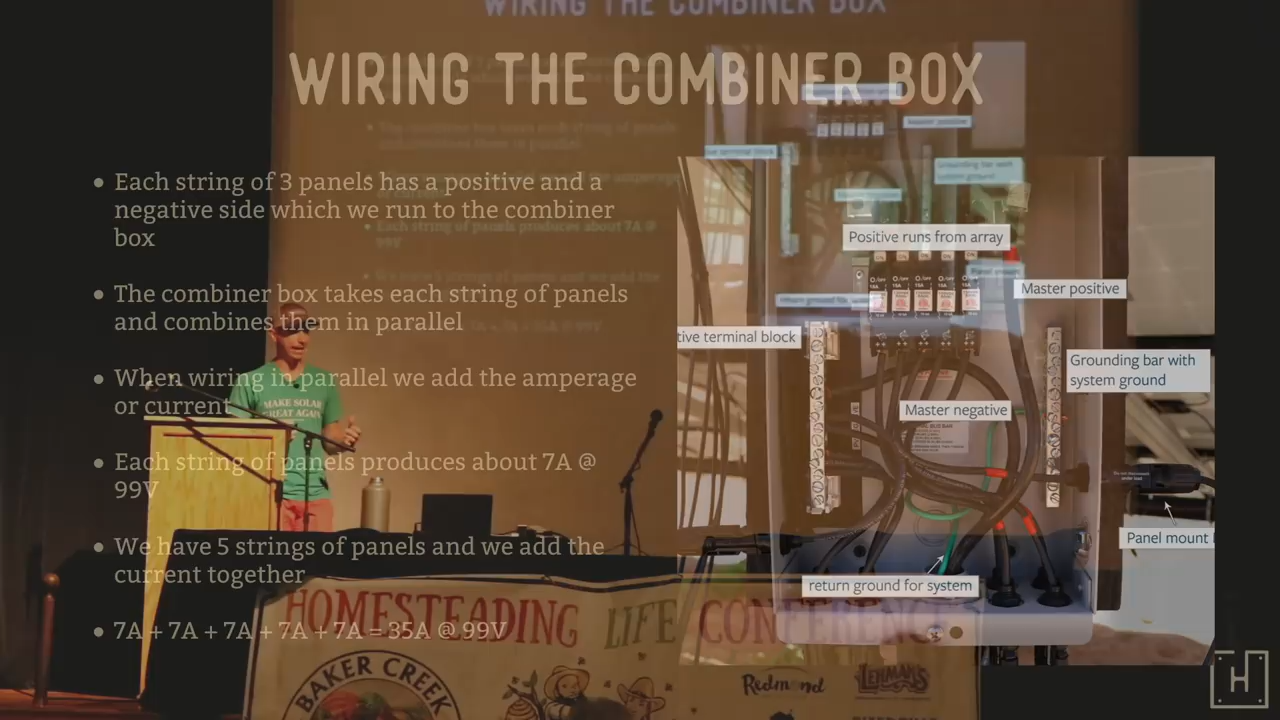 WIRING THE COMBINER BOX
WIRING THE COMBINER BOX
• Each string of 3 panels has a positive and a
negative side which we run to the combiner
box
• The combiner box takes each string of panels
and combines them in parallel
• When wiring in parallel we add the amperage
or current
• Each string of panels produces about 7A @
99V
• We have 5 strings of panels and we add the
current together
• 7A + 7A + 7A + 7A + 7A = 35A @ 99V
Positive runs from array
Master positive
tive terminal block
Grounding bar with
system ground
Master negative
Panel mount
return ground for system
MAKE SOLAR
GREAT AGAIN
HOMESTEADING LIFE CONFERENCE
BAKER CREEK
Redmond
LEHMAN'S
H